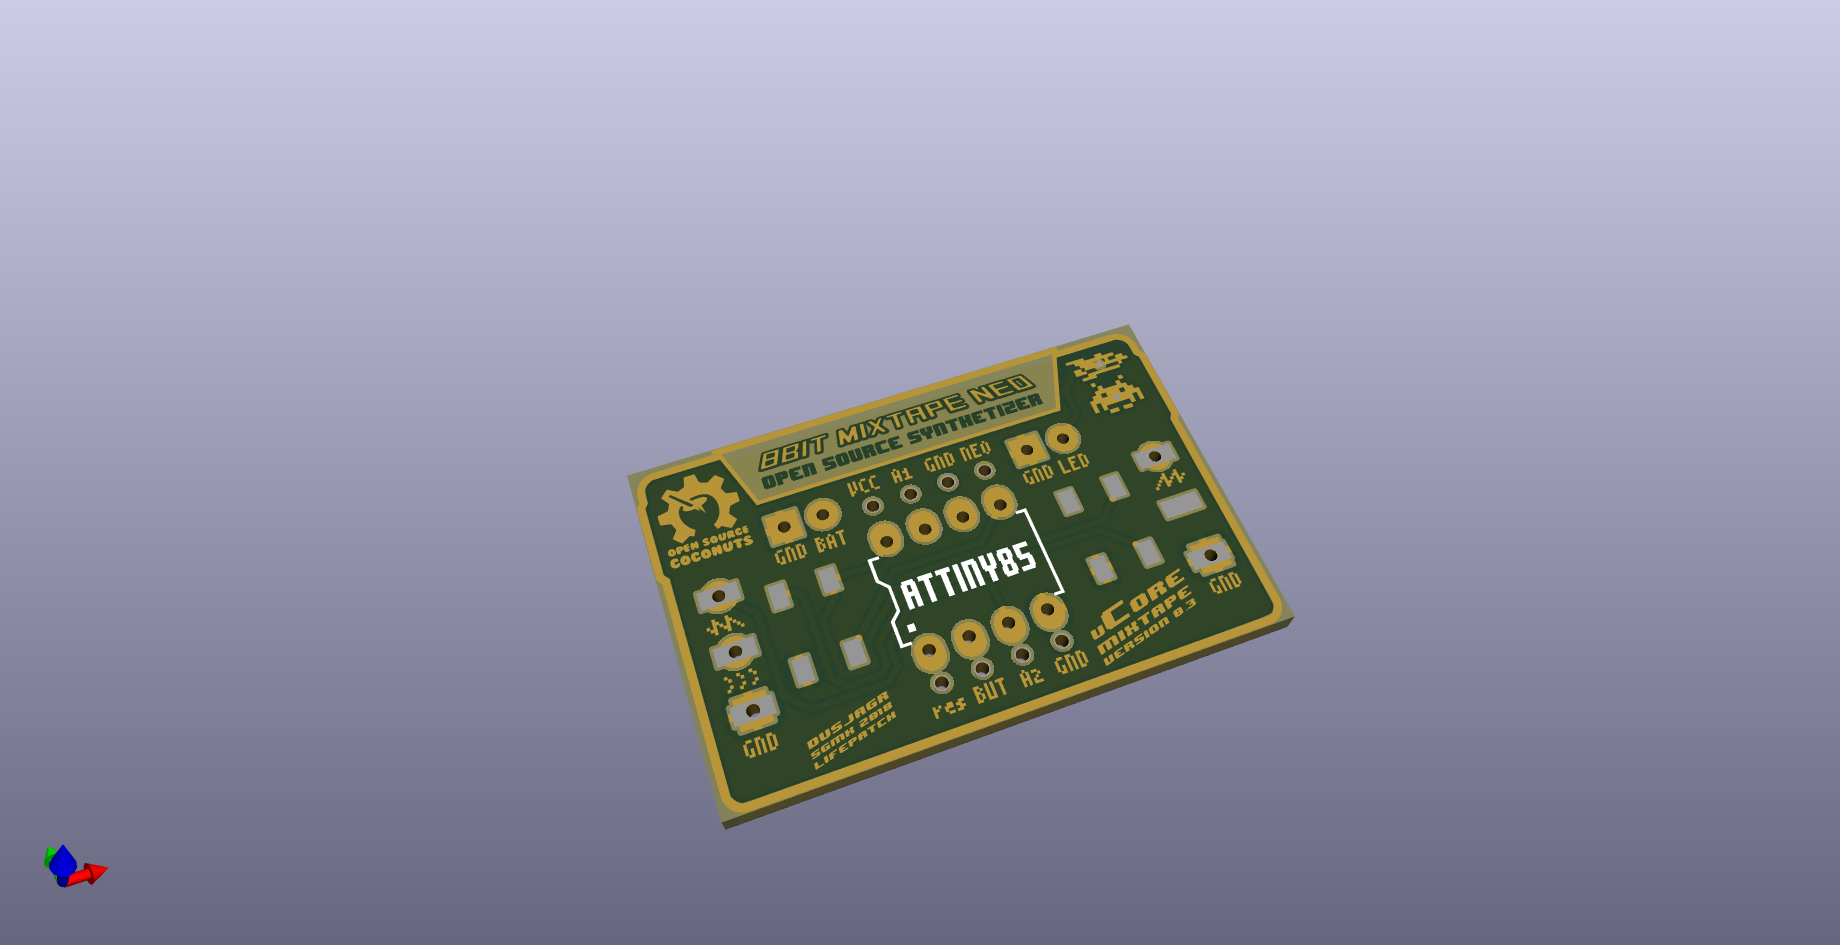 8BIT MIXTAPE NEO
OPEN SOURCE SYNTHETIZER
OPEN SOURCE
COCONUTS
GND BAT
VCC A1 GND NEO
GND LED
ATTINY85
GND
GND
uCORE
MIXTAPE
VERSION 0.3
rst BUT A2 GND
DUSJAGR
SGMK 2018
LIFEPATCH